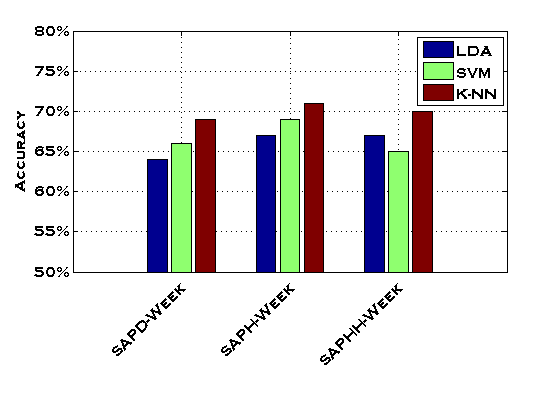 80%
75%
70%
65%
60%
55%
50%
Accuracy
LDA
SVM
K-NN
SAPD-Week
SAPH-Week
SAPHH-Week